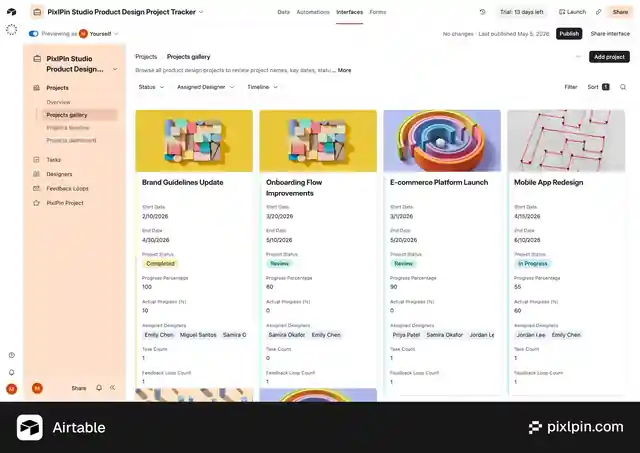 PixlPin Studio Product Design Project Tracker
Data Automations Interfaces Forms
Trial: 13 days left Launch Share
Previewing as M Yourself
No changes · Last published May 5, 2026 Publish Share interface
PixlPin Studio
Product Design...
Projects
Overview
Projects gallery
Projects timeline
Projects dashboard
Tasks
Designers
Feedback Loops
PixlPin Project
M
M Share
Projects Projects gallery
Add project
Browse all product design projects to review project names, key dates, statu... More
Status Assigned Designer Timeline
Filter Sort 1
Brand Guidelines Update
Start Date
2/10/2026
End Date
4/30/2026
Project Status
Completed
Progress Percentage
100
Actual Progress (%)
10
Assigned Designers
Emily Chen Miguel Santos Samira O
Task Count
1
Feedback Loop Count
1
Onboarding Flow
Improvements
Start Date
3/20/2026
End Date
5/10/2026
Project Status
Review
Progress Percentage
80
Actual Progress (%)
0
Assigned Designers
Samira Okafor Emily Chen
Task Count
0
Feedback Loop Count
1
E-commerce Platform Launch
Start Date
3/1/2026
End Date
5/20/2026
Project Status
Review
Progress Percentage
90
Actual Progress (%)
0
Assigned Designers
Priya Patel Samira Okafor Jordan Le
Task Count
1
Feedback Loop Count
1
Mobile App Redesign
Start Date
4/15/2026
End Date
6/10/2026
Project Status
In Progress
Progress Percentage
55
Actual Progress (%)
60
Assigned Designers
Jordan Lee Emily Chen
Task Count
1
Feedback Loop Count
1
Airtable
pixlpin.com